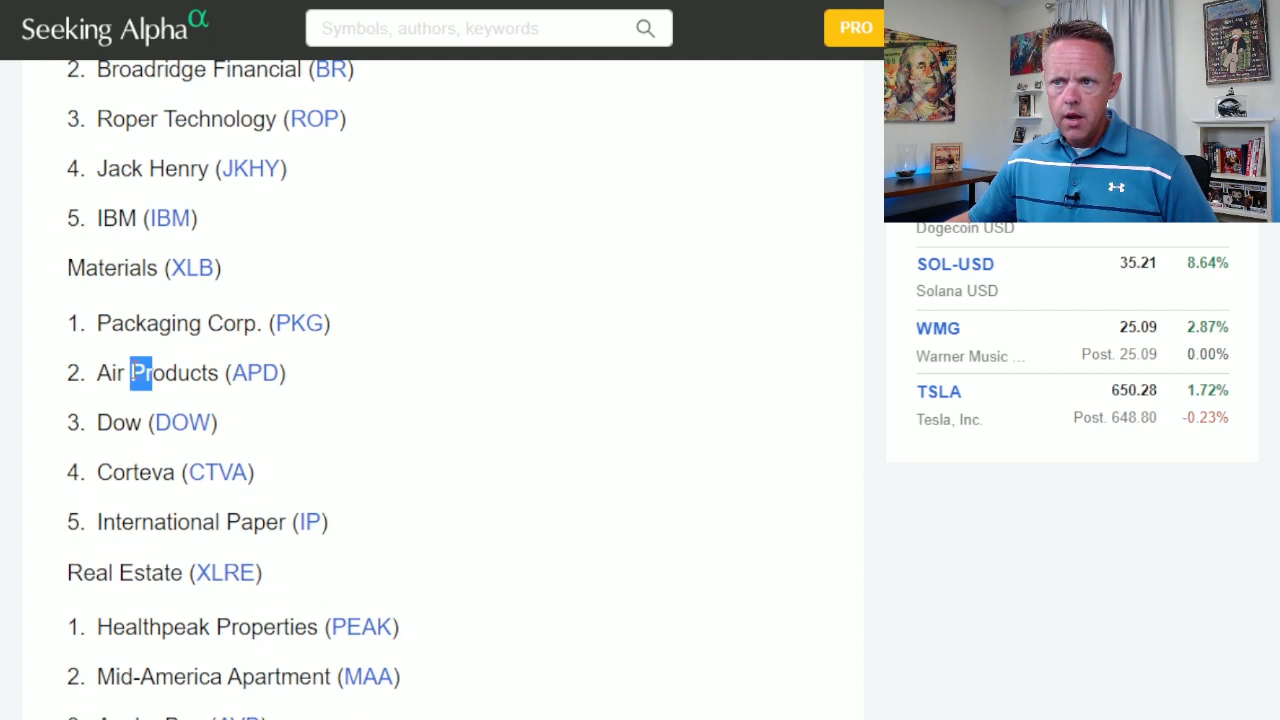 Seeking Alpha α
Symbols, authors, keywords
PRO
2. Broadridge Financial (BR)
3. Roper Technology (ROP)
4. Jack Henry (JKHY)
5. IBM (IBM)
Materials (XLB)
1. Packaging Corp. (PKG)
2. Air Products (APD)
3. Dow (DOW)
4. Corteva (CTVA)
5. International Paper (IP)
Real Estate (XLRE)
1. Healthpeak Properties (PEAK)
2. Mid-America Apartment (MAA)
Dogecoin USD
SOL-USD 35.21 8.64%
Solana USD
WMG 25.09 2.87%
Warner Music ... Post. 25.09 0.00%
TSLA 650.28 1.72%
Tesla, Inc. Post. 648.80 -0.23%